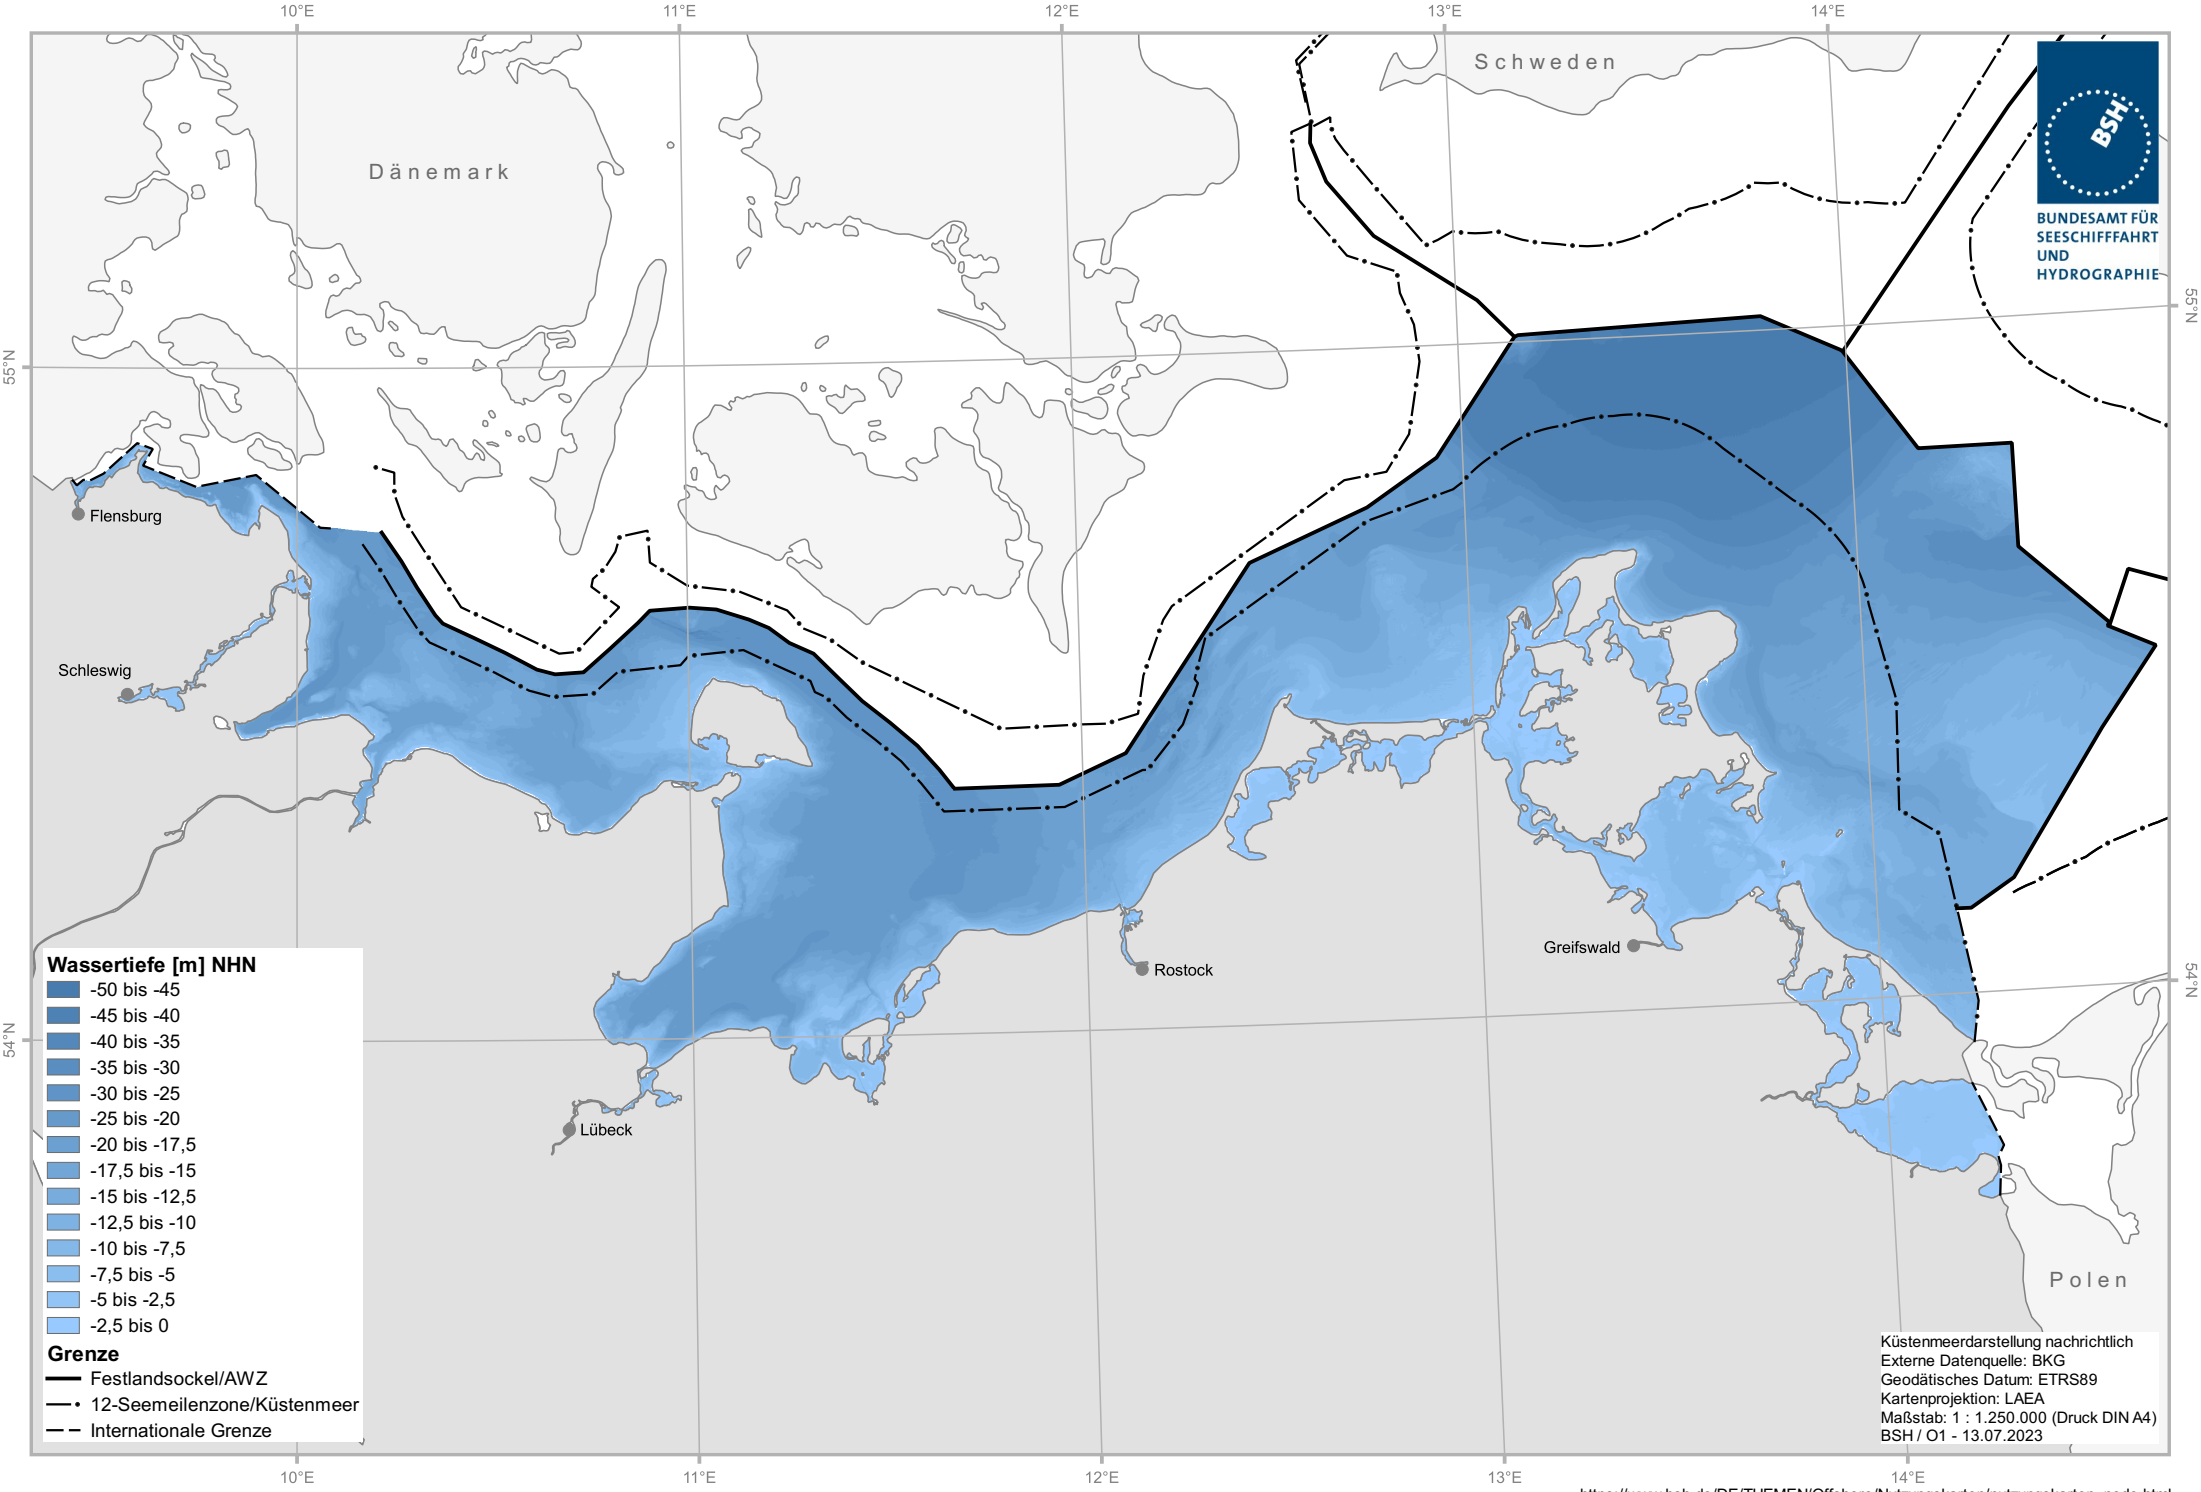 10°E
11°E
12°E
13°E
14°E
Schweden
Dänemark
BSH
BUNDESAMT FÜR
SEESCHIFFFAHRT
UND
HYDROGRAPHIE
55°N
55°N
Flensburg
Schleswig
Greifswald
Rostock
54°N
54°N
Lübeck
Polen
Wassertiefe [m] NHN
-50 bis -45
-45 bis -40
-40 bis -35
-35 bis -30
-30 bis -25
-25 bis -20
-20 bis -17,5
-17,5 bis -15
-15 bis -12,5
-12,5 bis -10
-10 bis -7,5
-7,5 bis -5
-5 bis -2,5
-2,5 bis 0
Grenze
Festlandsockel/AWZ
12-Seemeilenzone/Küstenmeer
Internationale Grenze
Küstenmeerdarstellung nachrichtlich
Externe Datenquelle: BKG
Geodätisches Datum: ETRS89
Kartenprojektion: LAEA
Maßstab: 1 : 1.250.000 (Druck DIN A4)
BSH / O1 - 13.07.2023
10°E
11°E
12°E
13°E
14°E